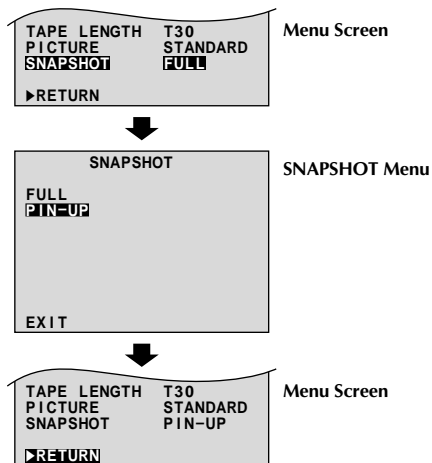 TAPE LENGTH T30 Menu Screen
PICTURE STANDARD
SNAPSHOT FULL
▶RETURN
SNAPSHOT SNAPSHOT Menu
FULL
PIN–UP
EXIT
TAPE LENGTH T30 Menu Screen
PICTURE STANDARD
SNAPSHOT PIN–UP
▶RETURN